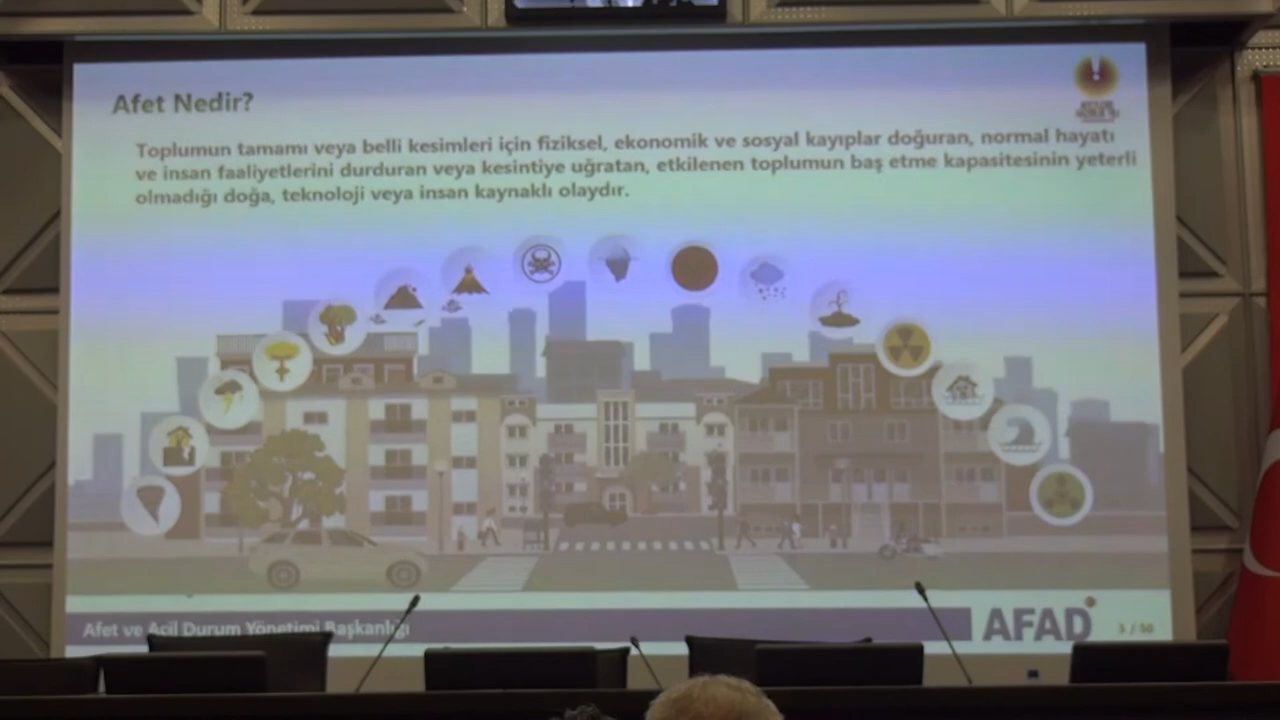 Afet Nedir?
Toplumun tamamı veya belli kesimleri için fiziksel, ekonomik ve sosyal kayıplar doğuran, normal hayatı
ve insan faaliyetlerini durduran veya kesintiye uğratan, etkilenen toplumun baş etme kapasitesinin yeterli
olmadığı doğa, teknoloji veya insan kaynaklı olaydır.
Afet ve Acil Durum Yönetimi Başkanlığı
AFAD